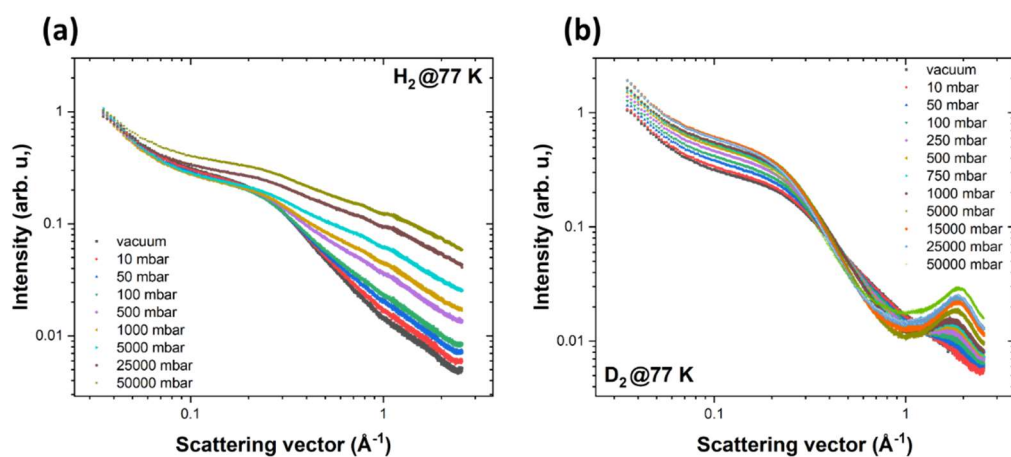 (a)
H₂@77 K
1
0.1
0.01
Intensity (arb. u,)
vacuum
10 mbar
50 mbar
100 mbar
500 mbar
1000 mbar
5000 mbar
25000 mbar
50000 mbar
0.1
1
Scattering vector (Å⁻¹)
(b)
1
0.1
0.01
Intensity (arb. u,)
vacuum
10 mbar
50 mbar
100 mbar
250 mbar
500 mbar
750 mbar
1000 mbar
5000 mbar
15000 mbar
25000 mbar
50000 mbar
D₂@77 K
0.1
1
Scattering vector (Å⁻¹)